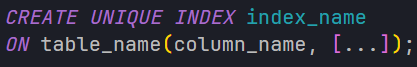 CREATE UNIQUE INDEX index_name
ON table_name(column_name, [...]);